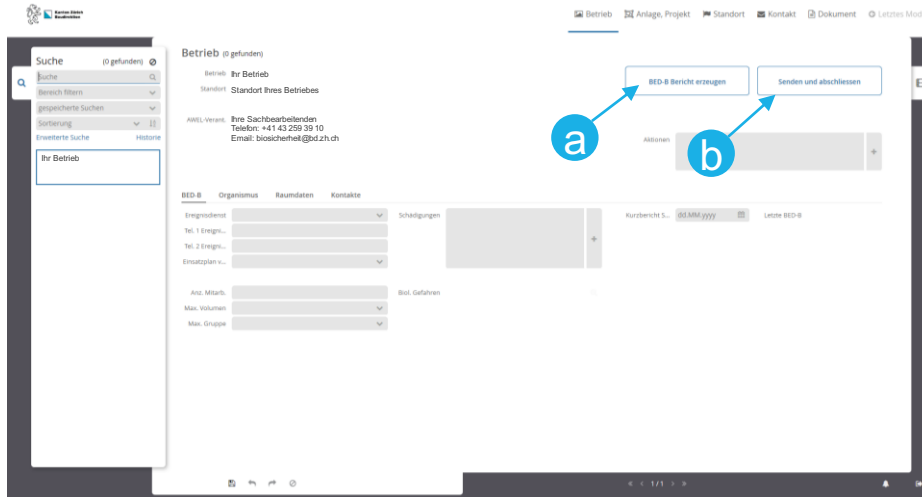 Kanton Zürich
Baudirektion
Betrieb
Anlage, Projekt
Standort
Kontakt
Dokument
Letztes Mod
Suche
(0 gefunden)
Suche
Bereich filtern
gespeicherte Suchen
Sortierung
Erweiterte Suche
Historie
Ihr Betrieb
Betrieb (0 gefunden)
Betrieb Ihr Betrieb
Standort Standort Ihres Betriebes
AWEL-Verant. Ihre Sachbearbeitenden
Telefon: +41 43 259 39 10
Email: biosicherheit@bd.zh.ch
BED-B Bericht erzeugen
Senden und abschliessen
a
b
Aktionen
+
BED-B
Organismus
Raumdaten
Kontakte
Ereignisdienst
Tel. 1 Ereigni...
Tel. 2 Ereigni...
Einsatzplan v...
Schädigungen
+
Kurzbericht S...
dd.MM.yyyy
Letzte BED-B
Anz. Mitarb.
Max. Volumen
Max. Gruppe
Biol. Gefahren
1/1
E